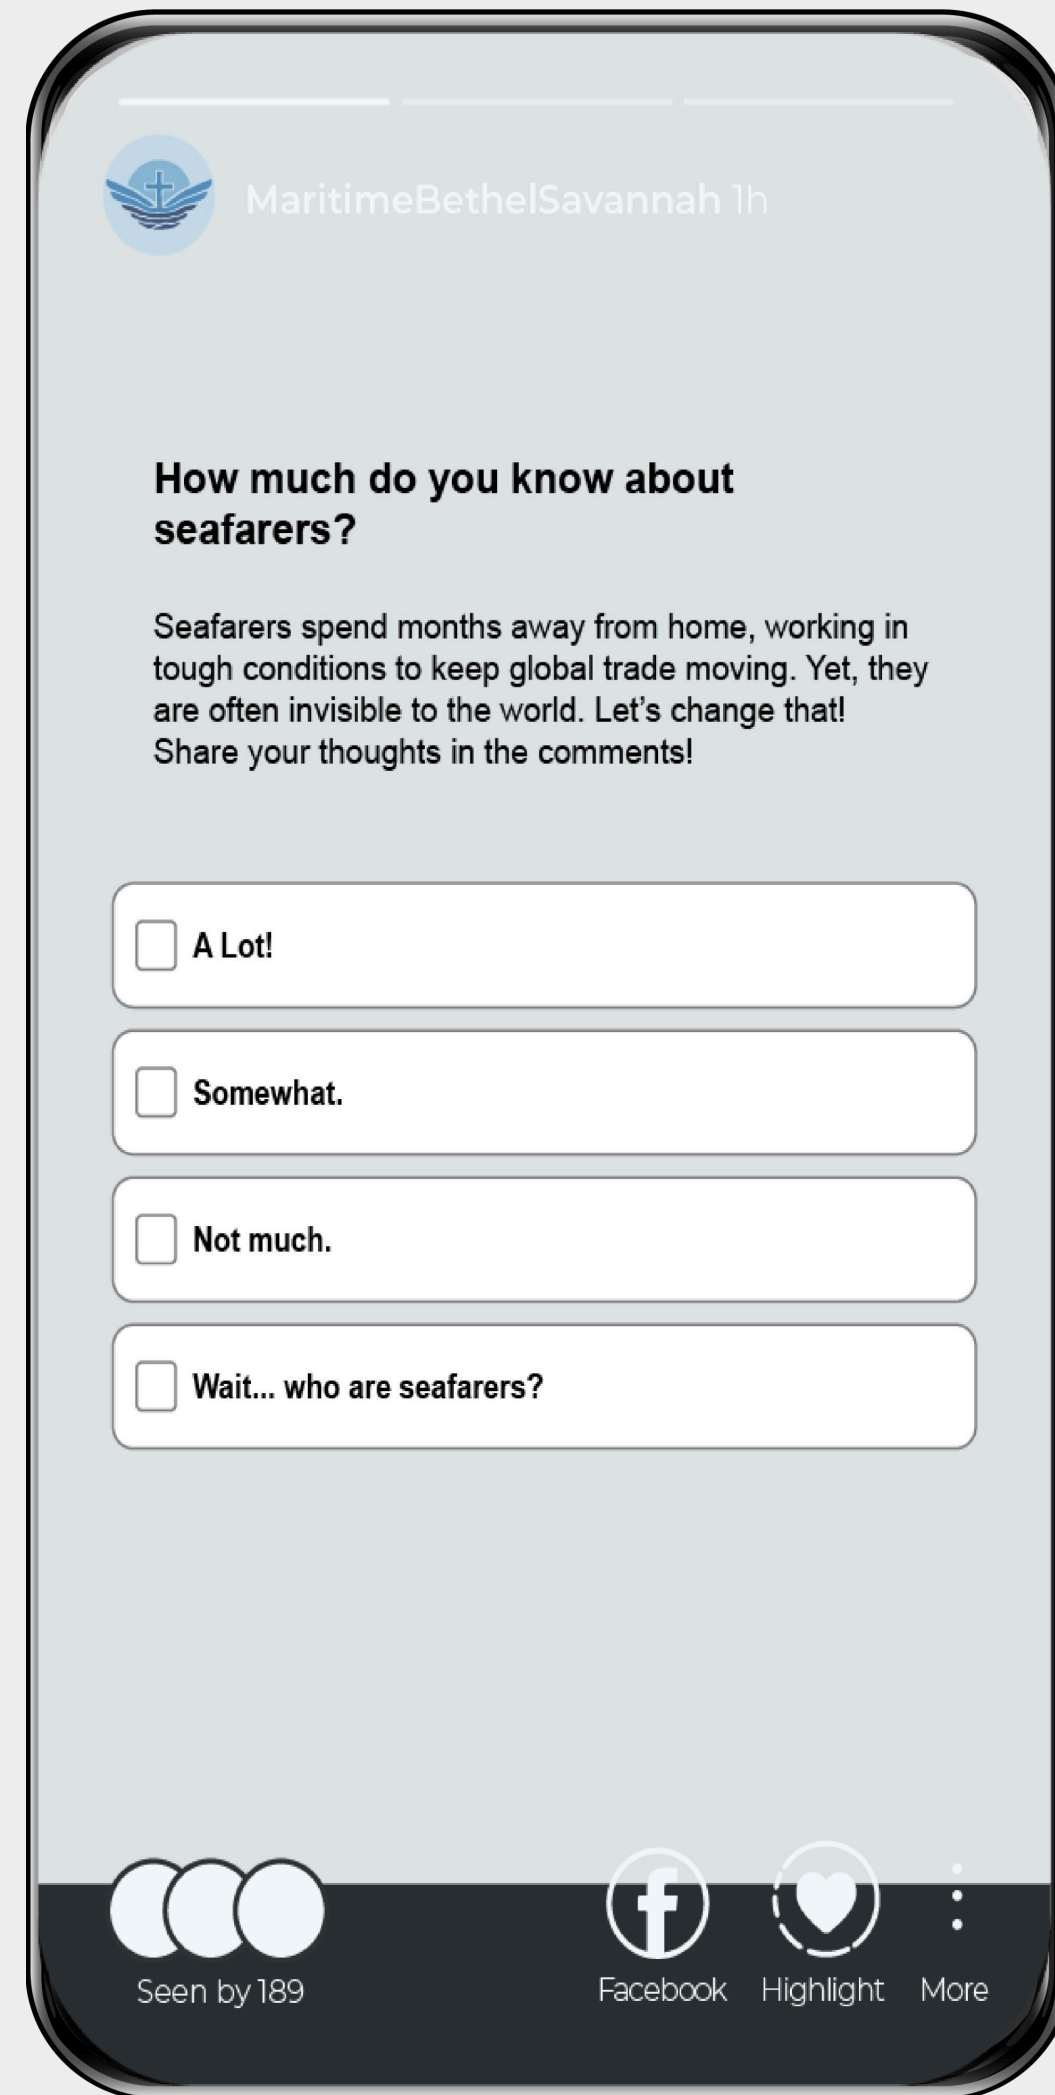 MaritimeBethelSavannah 1h
How much do you know about
seafarers?
Seafarers spend months away from home, working in
tough conditions to keep global trade moving. Yet, they
are often invisible to the world. Let's change that!
Share your thoughts in the comments!
A Lot!
Somewhat.
Not much.
Wait... who are seafarers?
Seen by 189
Facebook
Highlight
More